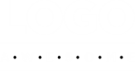 . . . . . .